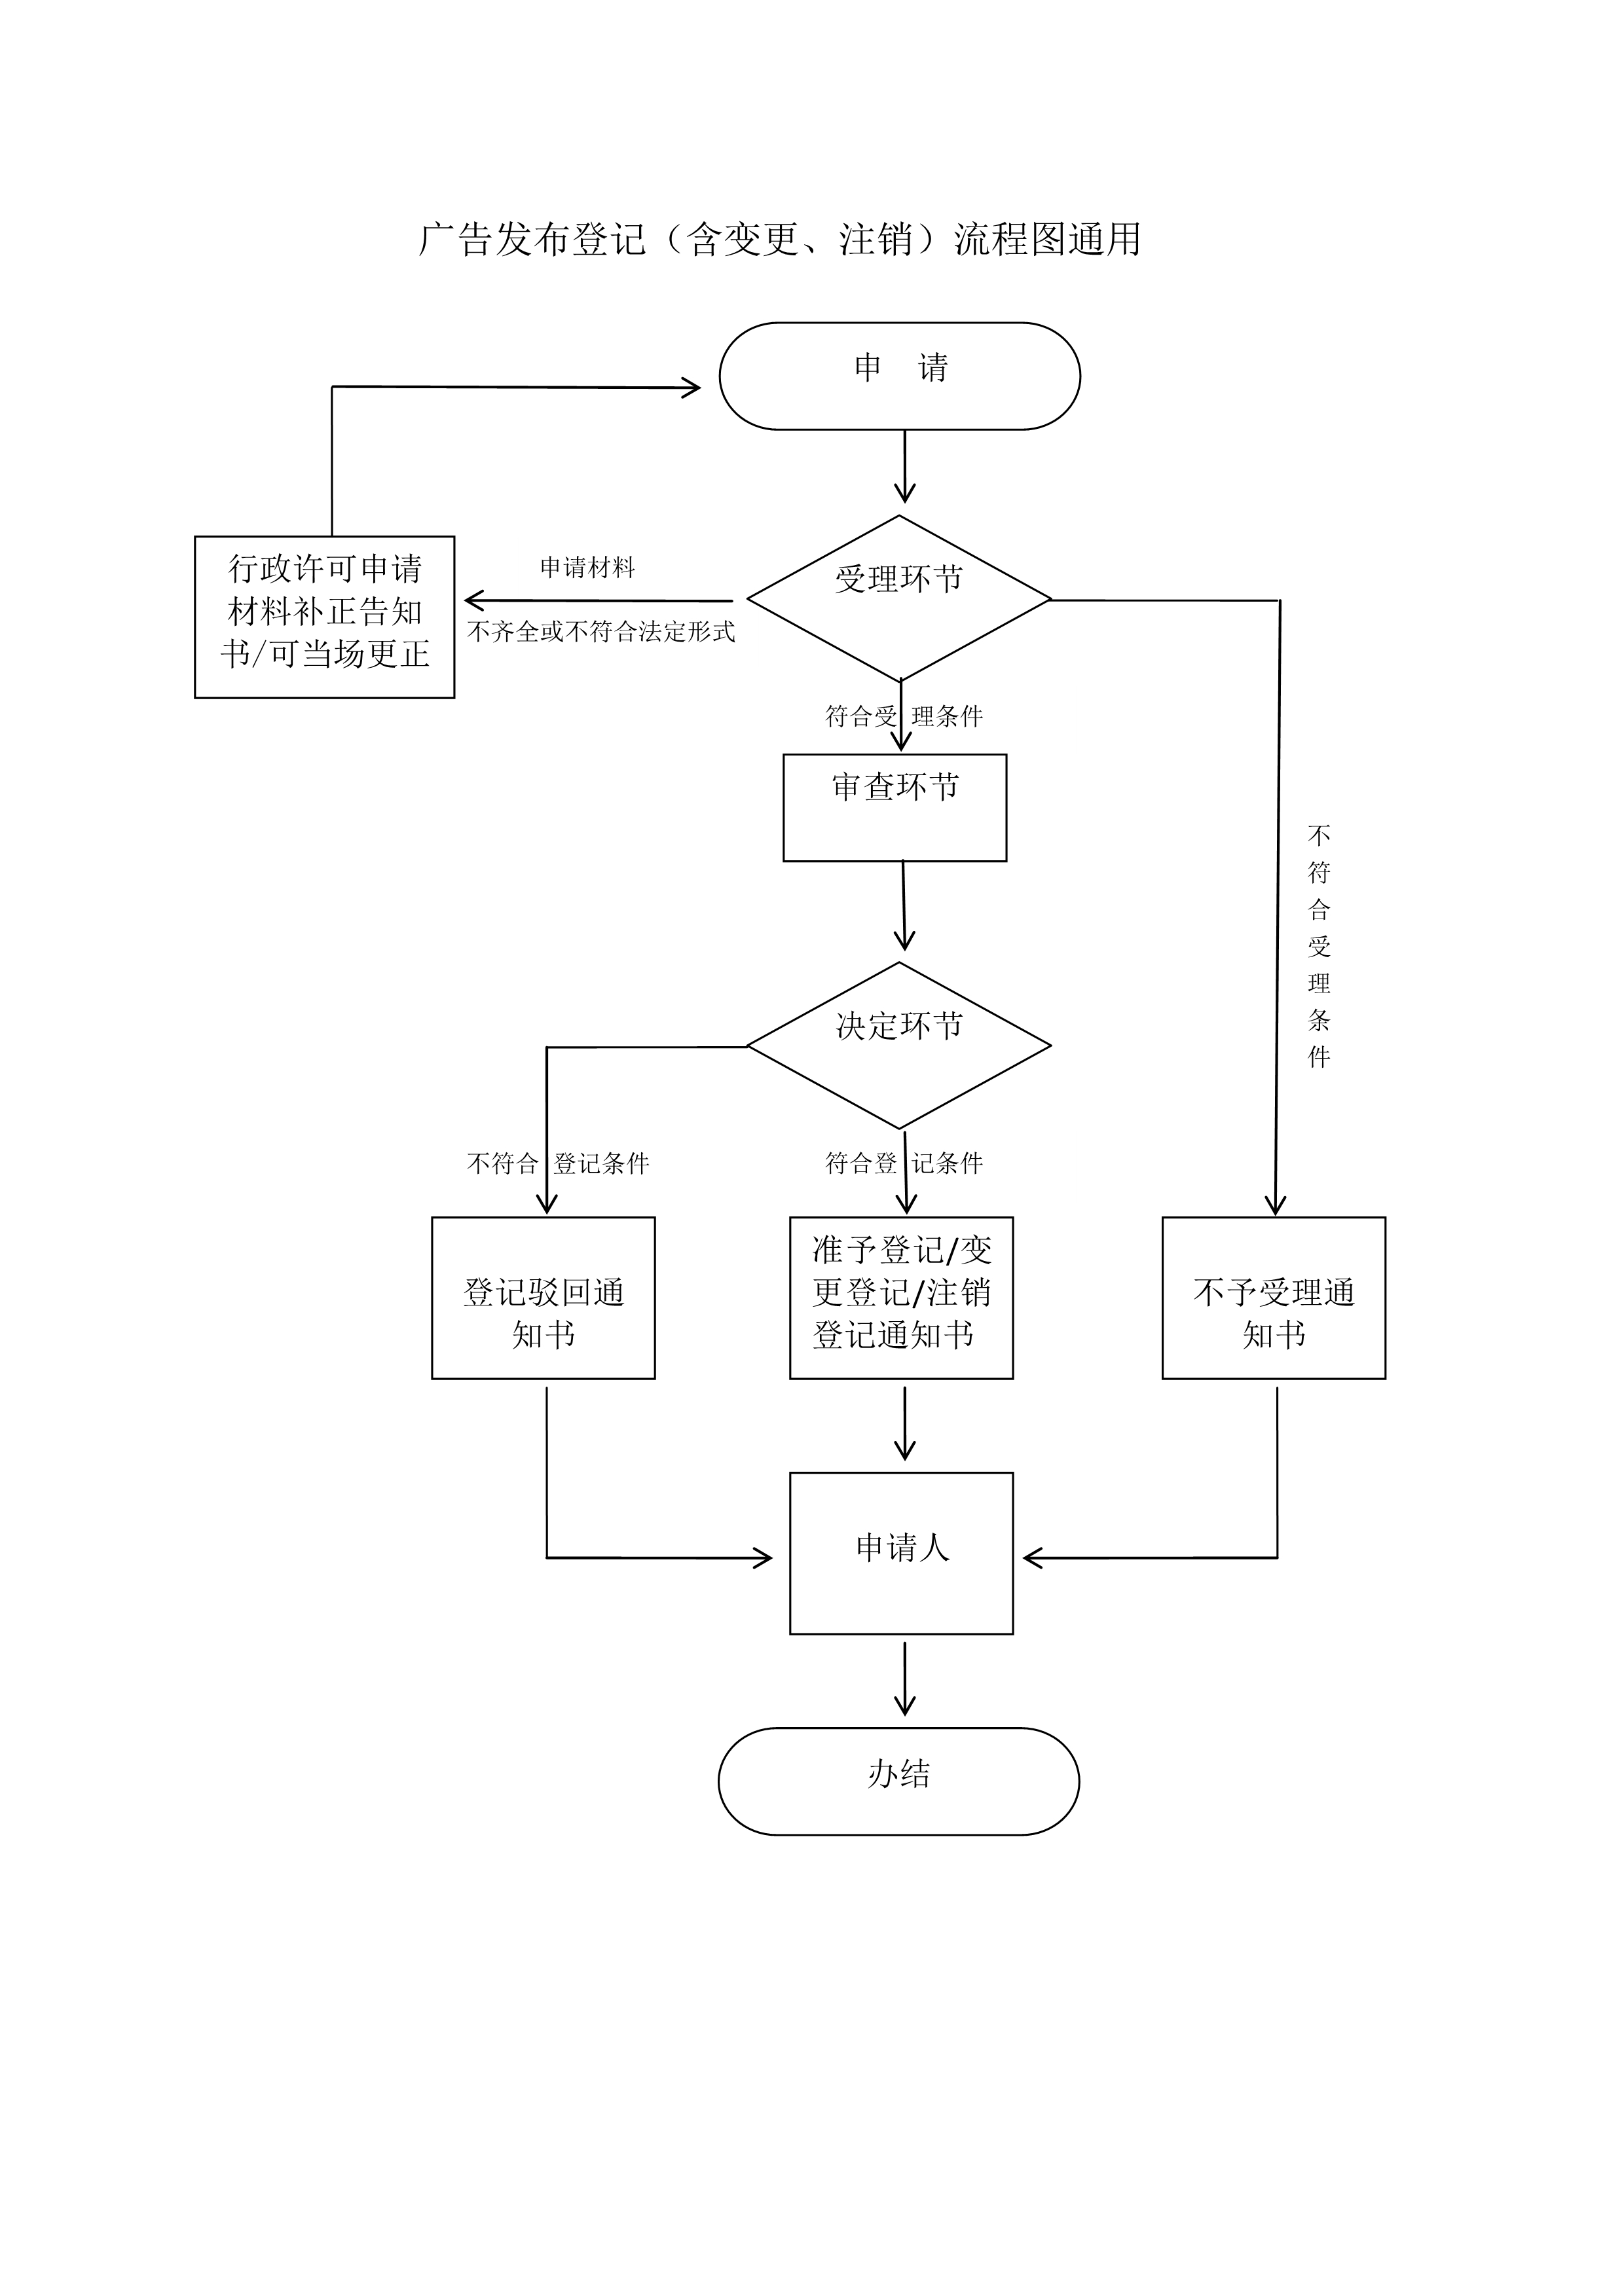 广告发布登记（含变更、注销）流程图通用
申 请
行政许可申请
材料补正告知
书/可当场更正
申请材料
不齐全或不符合法定形式
受理环节
符合受 理条件
审查环节
不
符
合
受
理
条
件
决定环节
不符合 登记条件
符合登 记条件
登记驳回通
知书
准予登记/变
更登记/注销
登记通知书
不予受理通
知书
申请人
办结